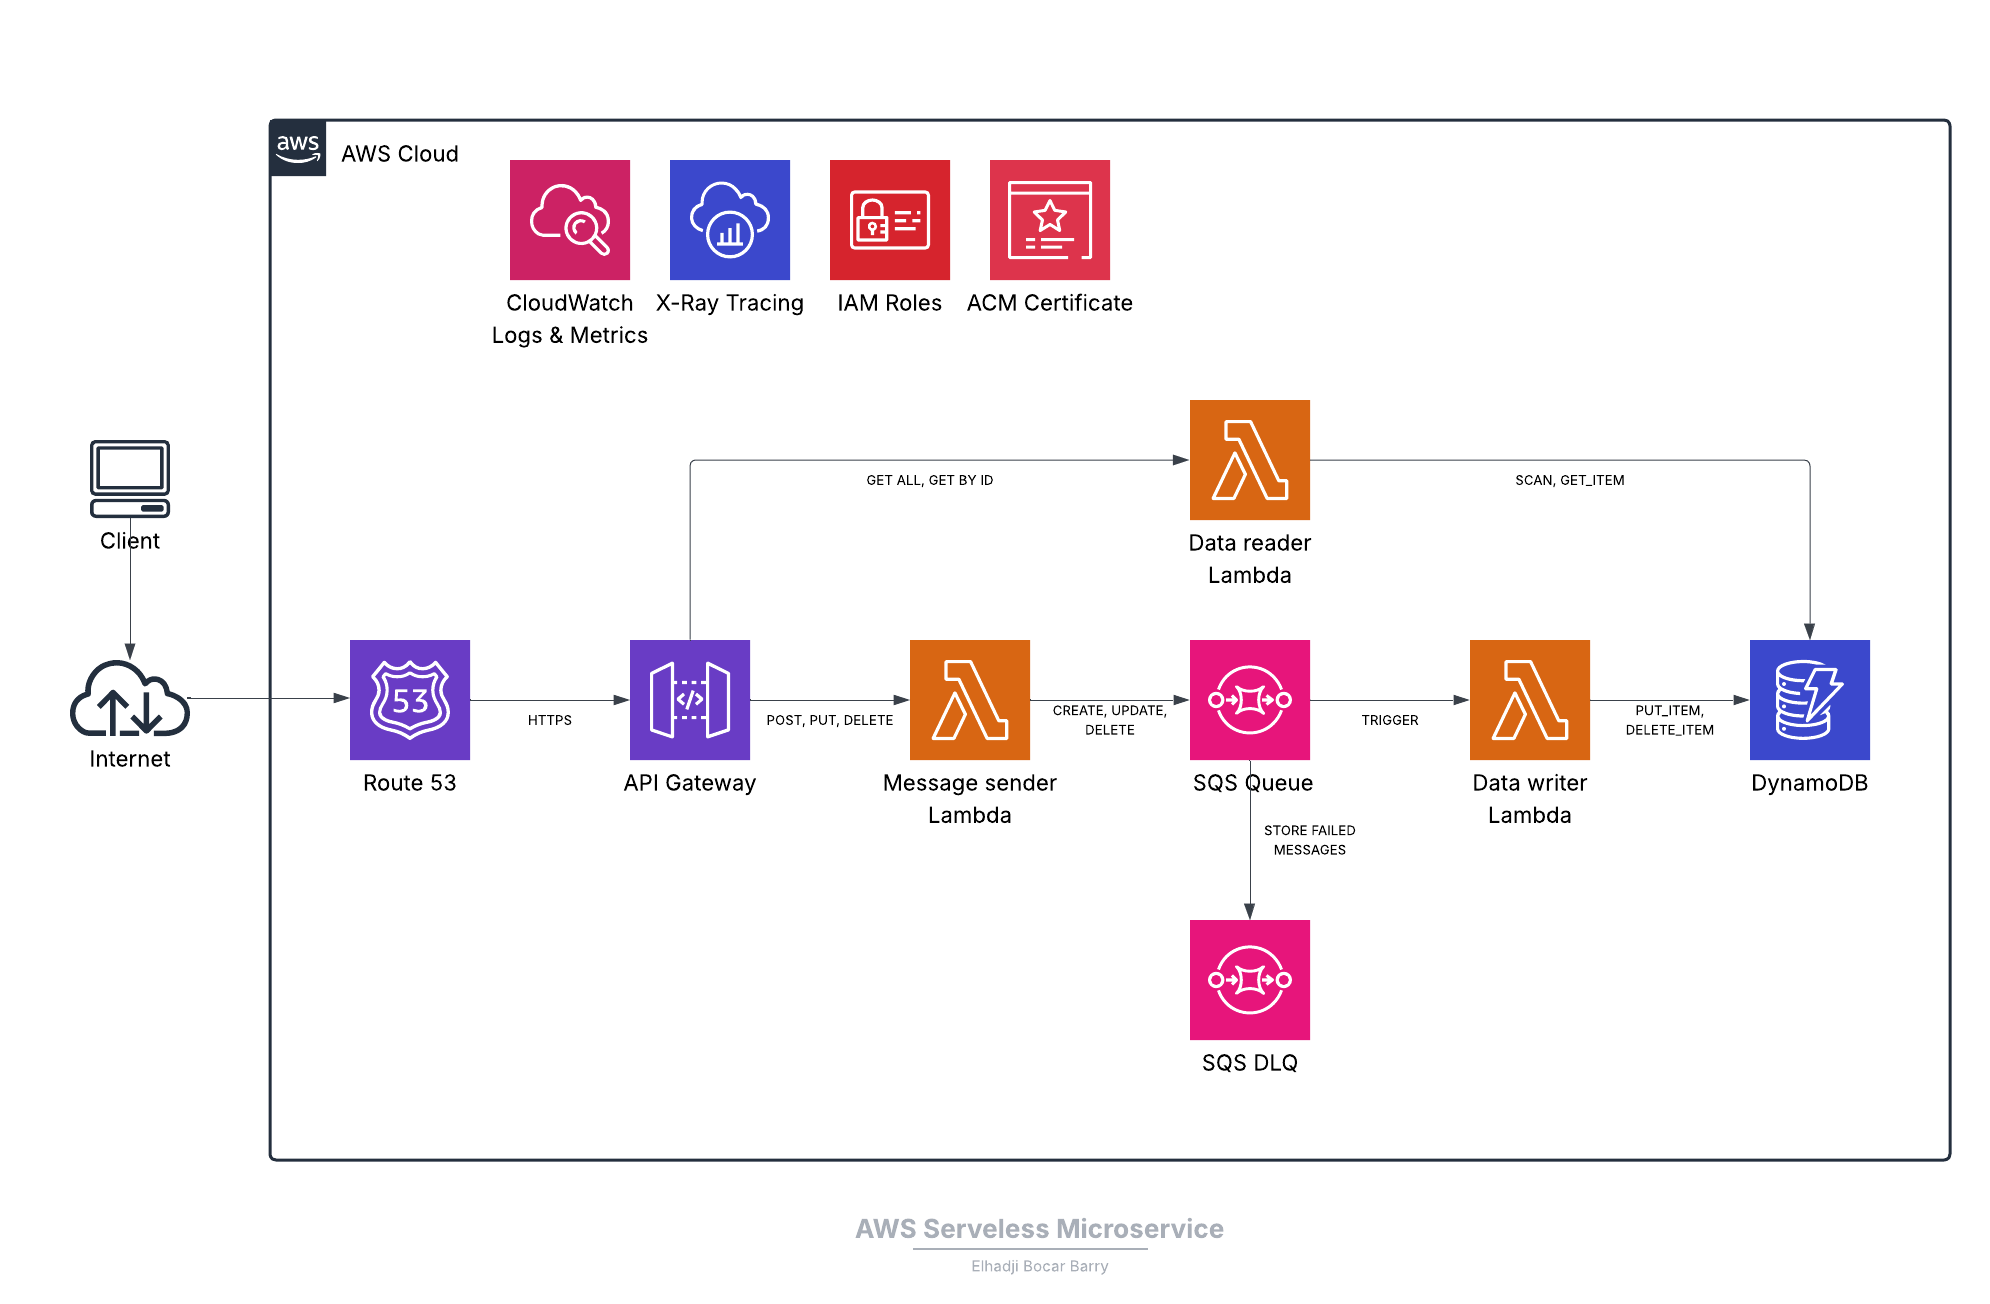 aws
AWS Cloud
CloudWatch
Logs & Metrics
X-Ray Tracing
IAM Roles
ACM Certificate
GET ALL, GET BY ID
SCAN, GET_ITEM
Data reader
Lambda
Client
Internet
53
Route 53
HTTPS
API Gateway
POST, PUT, DELETE
Message sender
Lambda
CREATE, UPDATE,
DELETE
SQS Queue
TRIGGER
Data writer
Lambda
PUT_ITEM,
DELETE_ITEM
DynamoDB
STORE FAILED
MESSAGES
SQS DLQ
AWS Serveless Microservice
Elhadji Bocar Barry